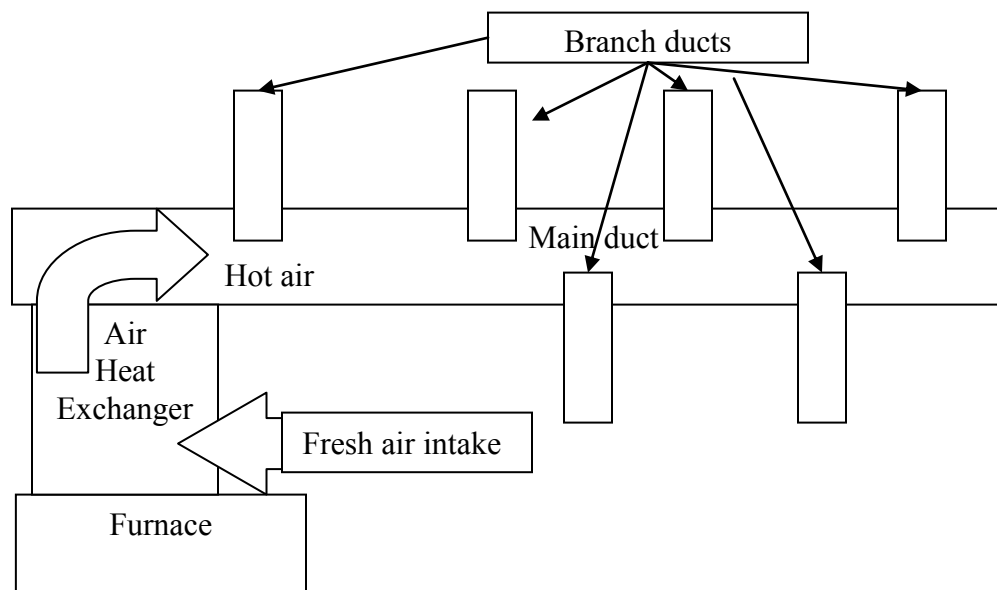 Branch ducts
Main duct
Hot air
Air
Heat
Exchanger
Fresh air intake
Furnace